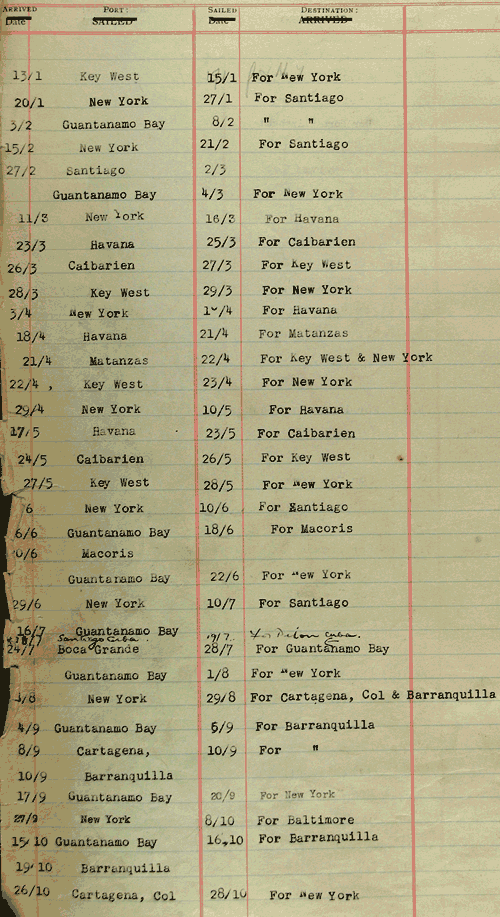 ARRIVED PORT: SAILED DESTINATION:
Date SAILED Date ARRIVED
13/1 Key West 15/1 For New York
20/1 New York 27/1 For Santiago
3/2 Guantanamo Bay 8/2 " "
15/2 New York 21/2 For Santiago
27/2 Santiago 2/3
Guantanamo Bay 4/3 For New York
11/3 New York 16/3 For Havana
23/3 Havana 25/3 For Caibarien
26/3 Caibarien 27/3 For Key West
28/3 Key West 29/3 For New York
3/4 New York /4 For Havana
18/4 Havana 21/4 For Matanzas
21/4 Matanzas 22/4 For Key West & New York
22/4 , Key West 23/4 For New York
29/4 New York 10/5 For Havana
17/5 Havana 23/5 For Caibarien
24/5 Caibarien 26/5 For Key West
27/5 Key West 28/5 For New York
/6 New York 10/6 For Santiago
6/6 Guantanamo Bay 18/6 For Macoris
0/6 Macoris
Guantanamo Bay 22/6 For New York
29/6 New York 10/7 For Santiago
16/7 Guantanamo Bay
Santiago Cuba Cuba.
24/7 Boca Grande 28/7 For Guantanamo Bay
Guantanamo Bay 1/8 For New York
/8 New York 29/8 For Cartagena, Col & Barranquilla
4/9 Guantanamo Bay 5/9 For Barranquilla
8/9 Cartagena, 10/9 For "
10/9 Barranquilla
17/9 Guantanamo Bay 20/9 For New York
27/9 New York 8/10 For Baltimore
15/10 Guantanamo Bay 16,10 For Barranquilla
19/10 Barranquilla
26/10 Cartagena, Col 28/10 For New York